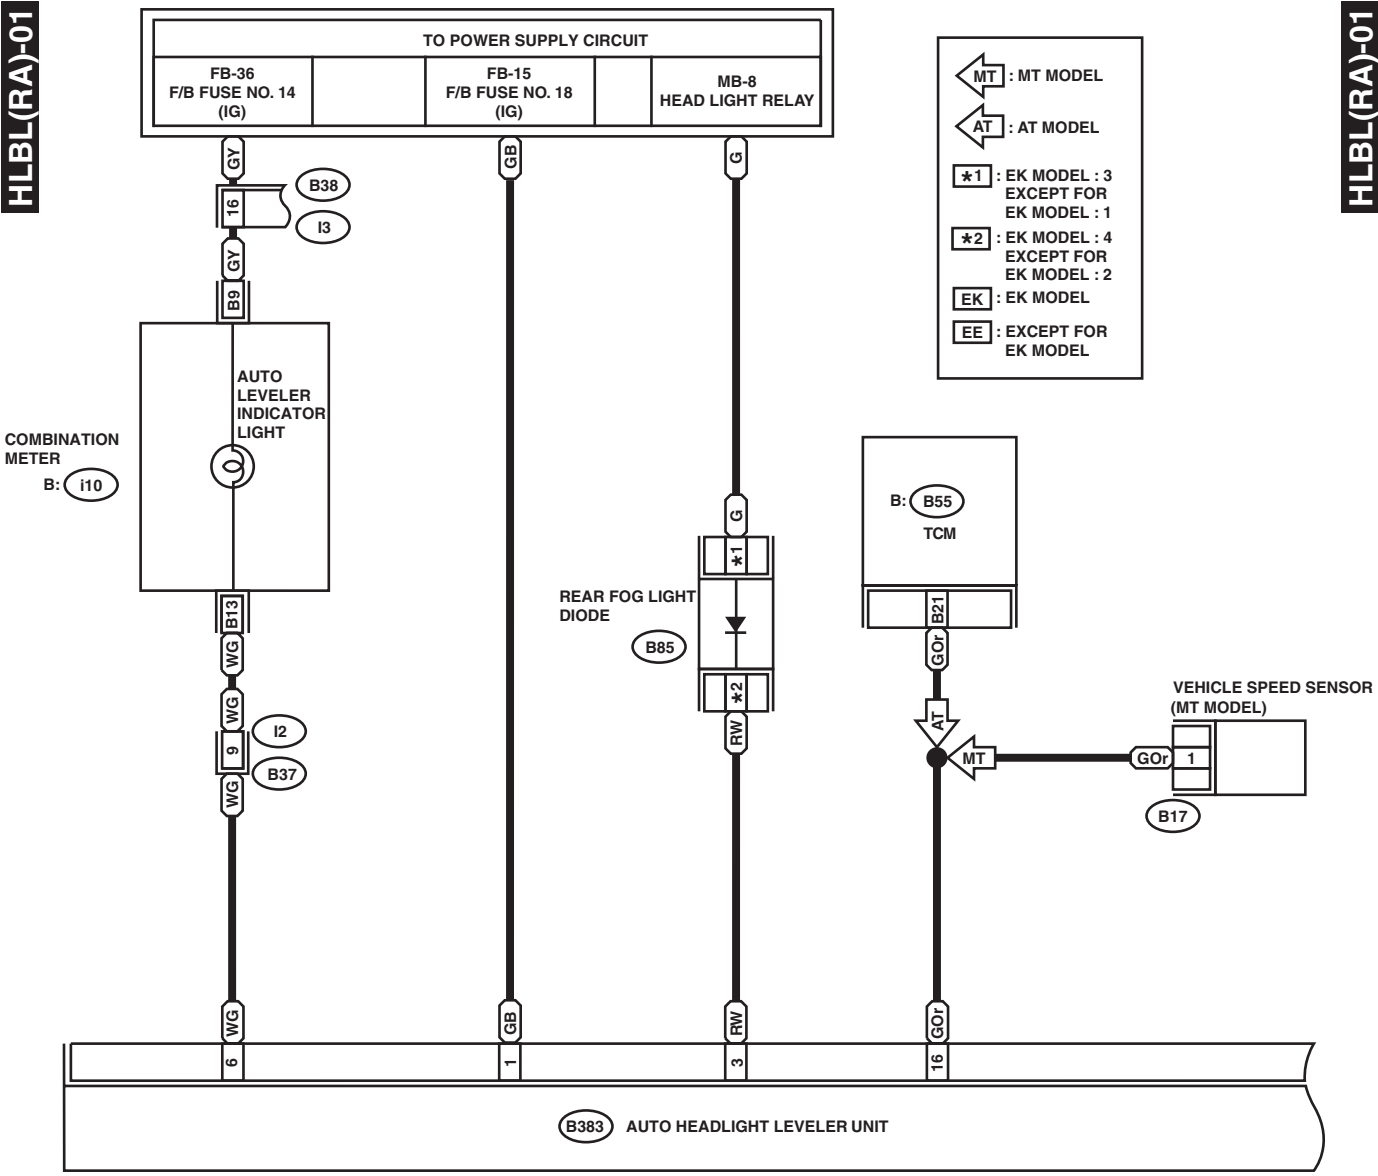 HLBL(RA)-01
HLBL(RA)-01
TO POWER SUPPLY CIRCUIT
FB-36
F/B FUSE NO. 14
(IG)
FB-15
F/B FUSE NO. 18
(IG)
MB-8
HEAD LIGHT RELAY
MT : MT MODEL
AT : AT MODEL
*1 : EK MODEL : 3
EXCEPT FOR
EK MODEL : 1
*2 : EK MODEL : 4
EXCEPT FOR
EK MODEL : 2
EK : EK MODEL
EE : EXCEPT FOR
EK MODEL
GY
GB
G
16
B38
I3
GY
B9
AUTO
LEVELER
INDICATOR
LIGHT
COMBINATION
METER
B: i10
B13
WG
WG
9
I2
B37
WG
G
*1
REAR FOG LIGHT
DIODE
B85
*2
RW
B: B55
TCM
B21
GOr
AT
MT
GOr
1
VEHICLE SPEED SENSOR
(MT MODEL)
B17
WG
GB
RW
GOr
6
1
3
16
B383 AUTO HEADLIGHT LEVELER UNIT